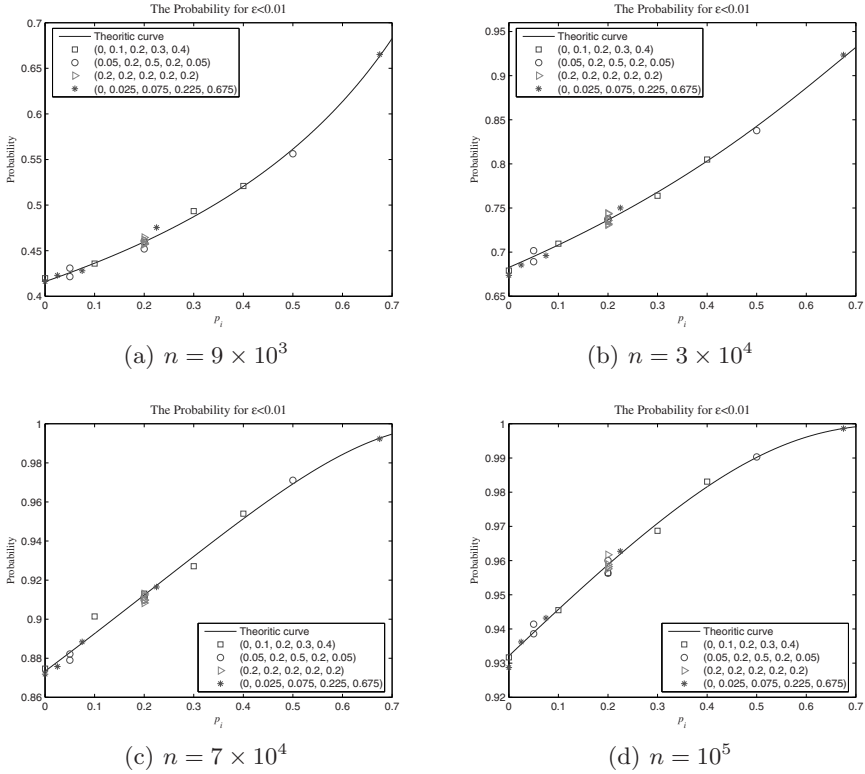 The Probability for ε<0.01
0.7
0.65
0.6
0.55
0.5
0.45
0.4
Probability
Theoritic curve
(0, 0.1, 0.2, 0.3, 0.4)
(0.05, 0.2, 0.5, 0.2, 0.05)
(0.2, 0.2, 0.2, 0.2, 0.2)
(0, 0.025, 0.075, 0.225, 0.675)
0 0.1 0.2 0.3 0.4 0.5 0.6 0.7
p_i
(a) n = 9 × 10³
The Probability for ε<0.01
0.95
0.9
0.85
0.8
0.75
0.7
0.65
Probability
Theoritic curve
(0, 0.1, 0.2, 0.3, 0.4)
(0.05, 0.2, 0.5, 0.2, 0.05)
(0.2, 0.2, 0.2, 0.2, 0.2)
(0, 0.025, 0.075, 0.225, 0.675)
0 0.1 0.2 0.3 0.4 0.5 0.6 0.7
p_i
(b) n = 3 × 10⁴
The Probability for ε<0.01
1
0.98
0.96
0.94
0.92
0.9
0.88
0.86
Probability
Theoritic curve
(0, 0.1, 0.2, 0.3, 0.4)
(0.05, 0.2, 0.5, 0.2, 0.05)
(0.2, 0.2, 0.2, 0.2, 0.2)
(0, 0.025, 0.075, 0.225, 0.675)
0 0.1 0.2 0.3 0.4 0.5 0.6 0.7
p_i
(c) n = 7 × 10⁴
The Probability for ε<0.01
1
0.99
0.98
0.97
0.96
0.95
0.94
0.93
0.92
Probability
Theoritic curve
(0, 0.1, 0.2, 0.3, 0.4)
(0.05, 0.2, 0.5, 0.2, 0.05)
(0.2, 0.2, 0.2, 0.2, 0.2)
(0, 0.025, 0.075, 0.225, 0.675)
0 0.1 0.2 0.3 0.4 0.5 0.6 0.7
p_i
(d) n = 10⁵